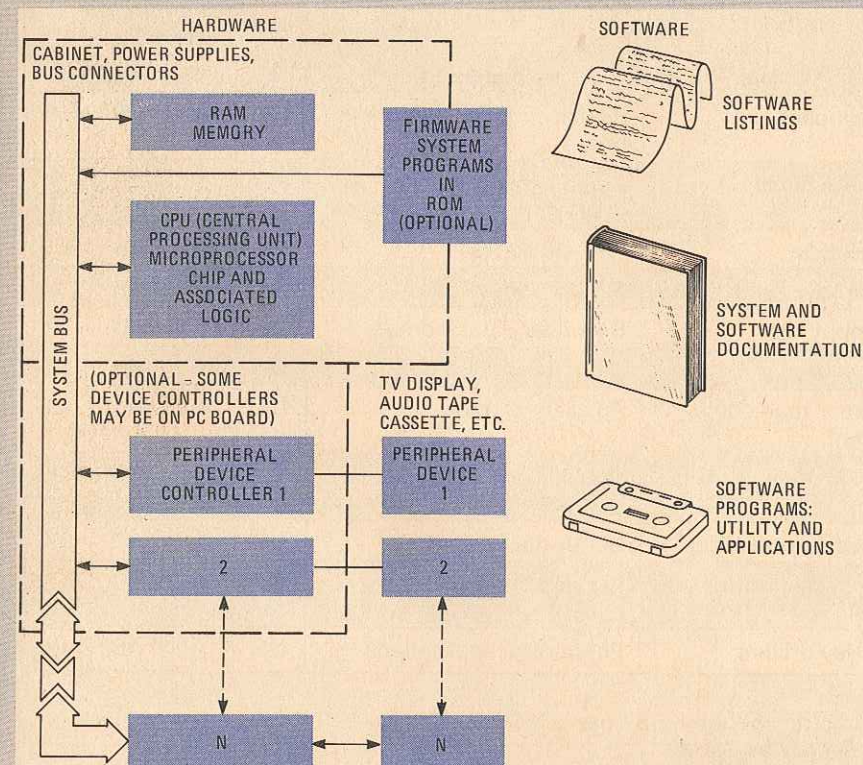 HARDWARE
CABINET, POWER SUPPLIES,
BUS CONNECTORS
RAM
MEMORY
FIRMWARE
SYSTEM
PROGRAMS
IN
ROM
(OPTIONAL)
CPU (CENTRAL
PROCESSING UNIT)
MICROPROCESSOR
CHIP AND
ASSOCIATED
LOGIC
SYSTEM BUS
(OPTIONAL - SOME
DEVICE CONTROLLERS
MAY BE ON PC BOARD)
TV DISPLAY,
AUDIO TAPE
CASSETTE, ETC.
PERIPHERAL
DEVICE
CONTROLLER 1
PERIPHERAL
DEVICE
1
2
2
N
N
SOFTWARE
SOFTWARE
LISTINGS
SYSTEM AND
SOFTWARE
DOCUMENTATION
SOFTWARE
PROGRAMS:
UTILITY AND
APPLICATIONS